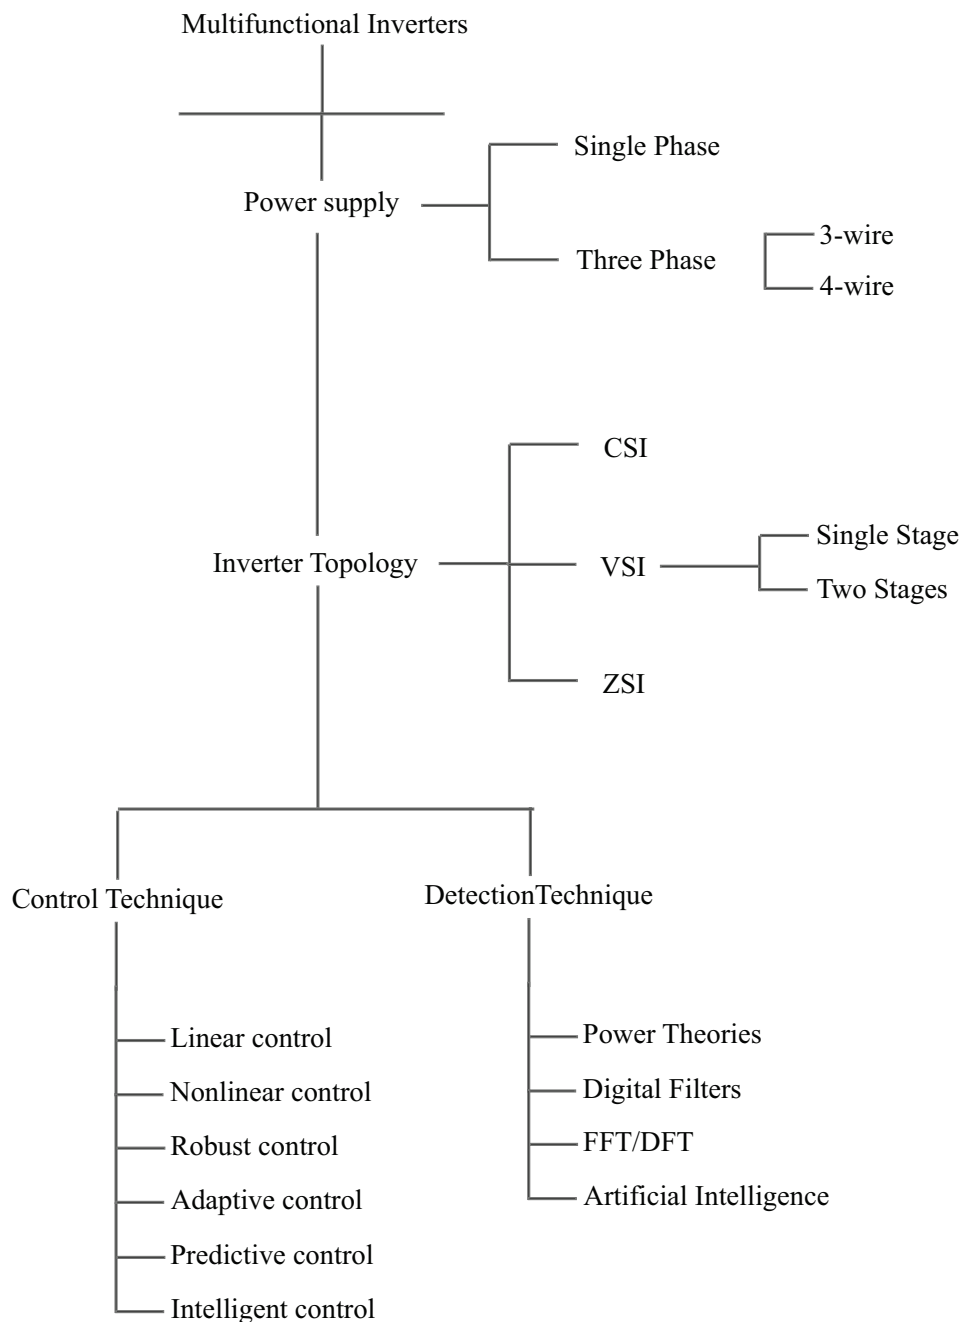 Multifunctional Inverters
Single Phase
Power supply
3-wire
Three Phase
4-wire
CSI
Single Stage
Inverter Topology
VSI
Two Stages
ZSI
Control Technique
DetectionTechnique
Linear control
Nonlinear control
Robust control
Adaptive control
Predictive control
Intelligent control
Power Theories
Digital Filters
FFT/DFT
Artificial Intelligence